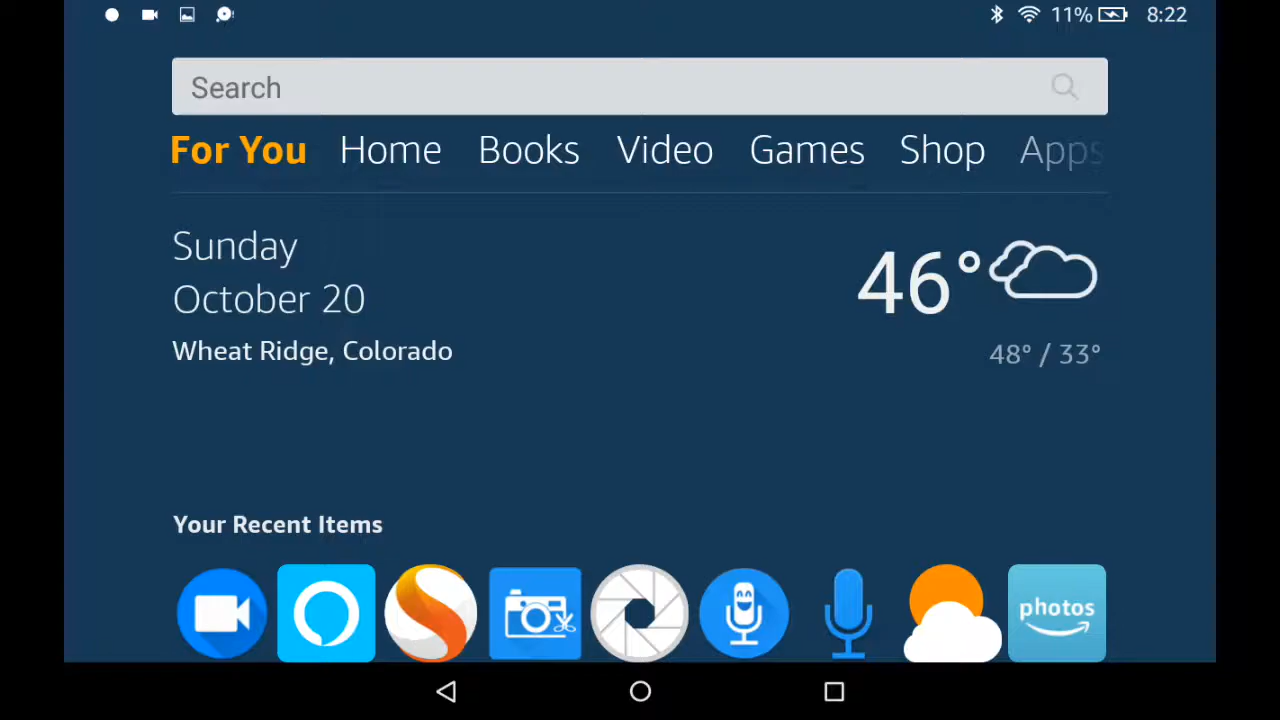 11% 8:22
Search
For You Home Books Video Games Shop Apps
Sunday
October 20
Wheat Ridge, Colorado
46°
48° / 33°
Your Recent Items
photos